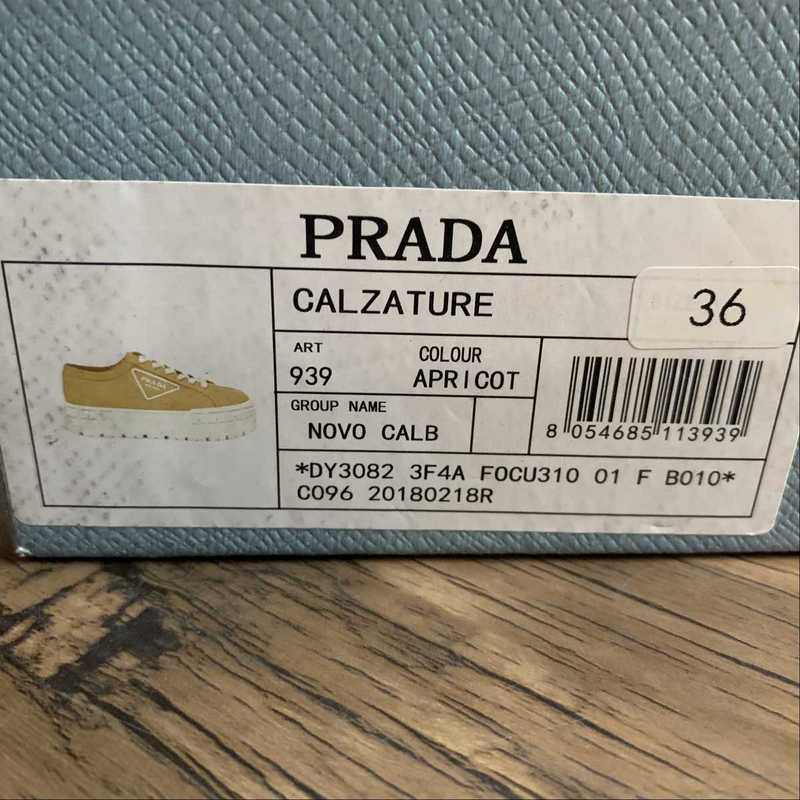 PRADA
CALZATURE
36
ART
COLOUR
939
APRICOT
GROUP NAME
NOVO CALB
8 054685 113939
*DY3082 3F4A F0CU310 01 F B010*
C096 20180218R
PRADA